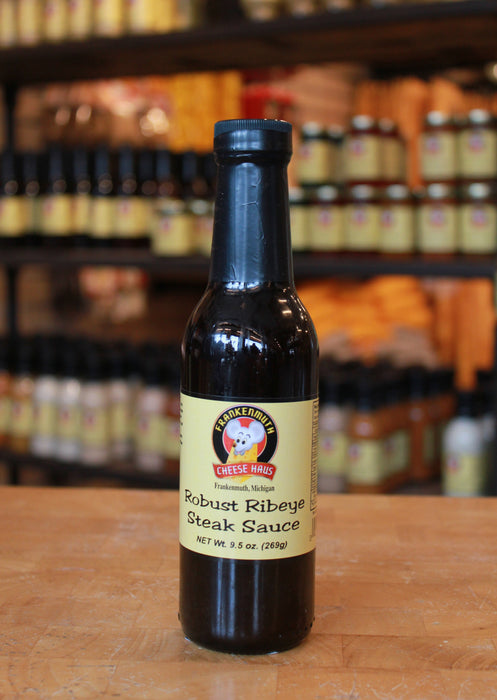 FRANKENMUTH
CHEESE HAUS
Frankenmuth, Michigan
Robust Ribeye
Steak Sauce
NET Wt. 9.5 oz. (269g)